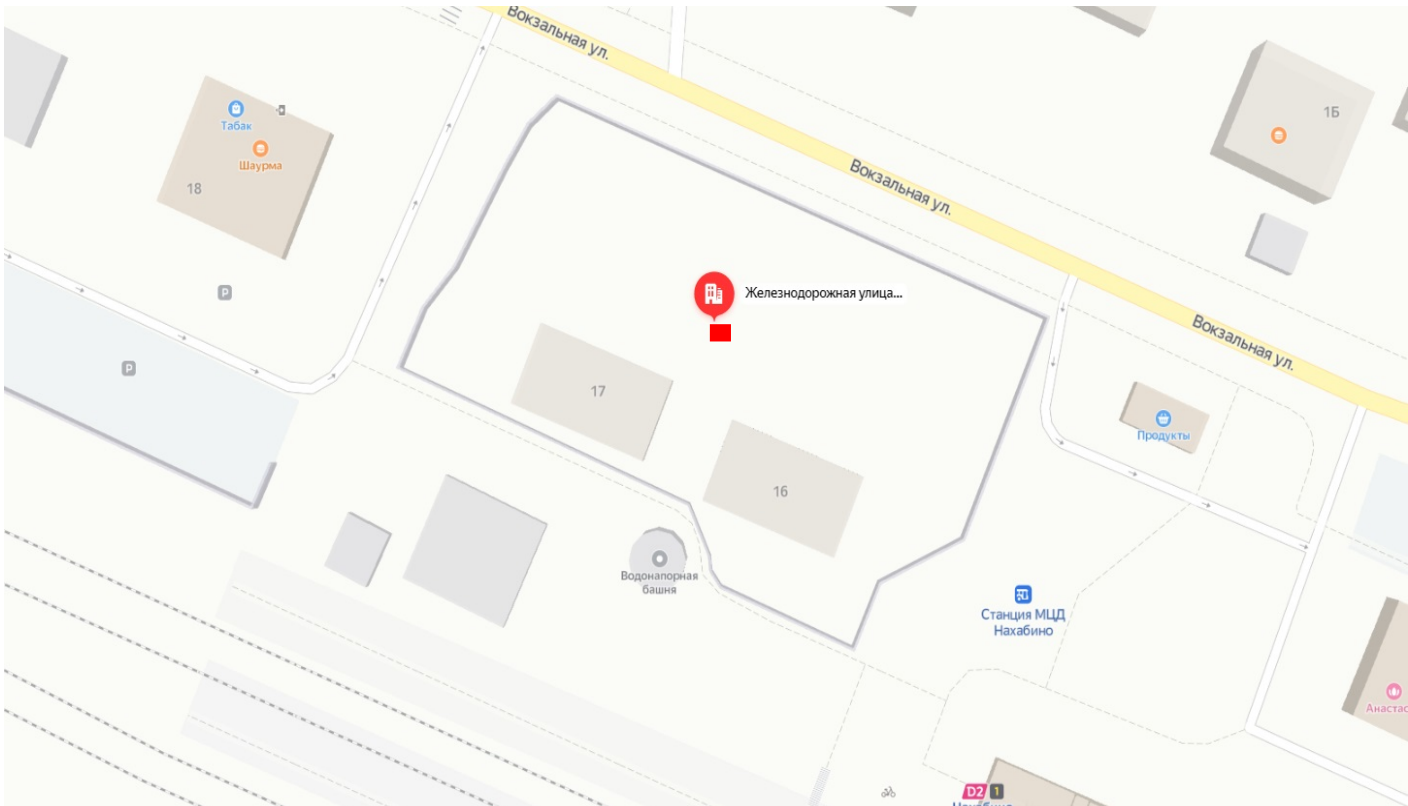 Вокзальная ул.
1Б
Табак
Шаурма
18
Вокзальная ул.
P
Железнодорожная улица...
Вокзальная ул.
P
17
Продукты
16
Водонапорная
башня
Станция МЦД
Нахабино
Анастас
D2 1
Нахабино